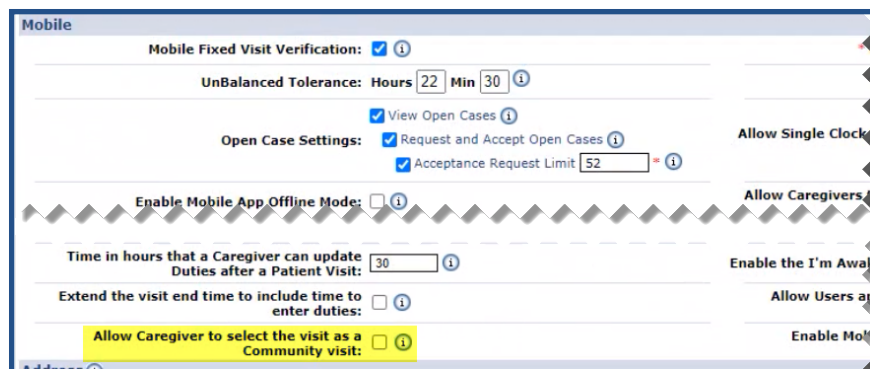 Mobile
Mobile Fixed Visit Verification:
*
UnBalanced Tolerance: Hours 22 Min 30
View Open Cases
Open Case Settings: Request and Accept Open Cases
Allow Single Clock
Acceptance Request Limit 52 *
Enable Mobile App Offline Mode:
Allow Caregivers
Time in hours that a Caregiver can update
Duties after a Patient Visit: 30
Enable the I'm Awa
Extend the visit end time to include time to
enter duties:
Allow Users a
Allow Caregiver to select the visit as a
Community visit:
Enable Mo
Address